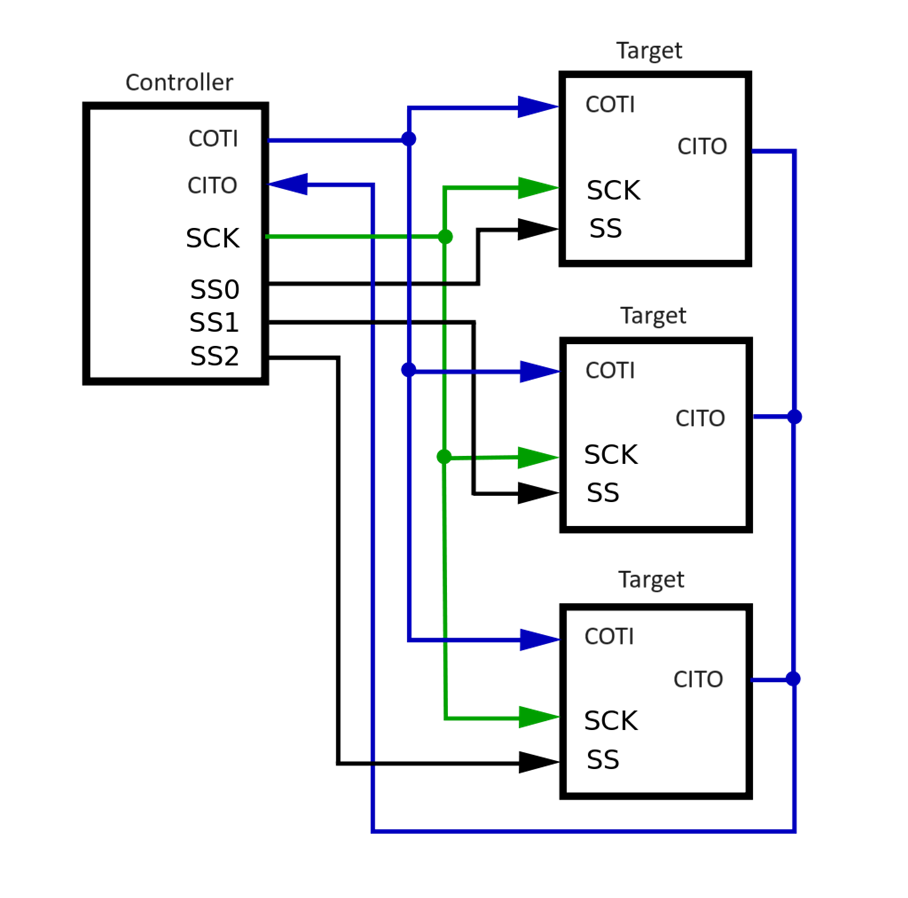 Controller
COTI
CITO
SCK
SS0
SS1
SS2
Target
COTI
CITO
SCK
SS
Target
COTI
CITO
SCK
SS
Target
COTI
CITO
SCK
SS